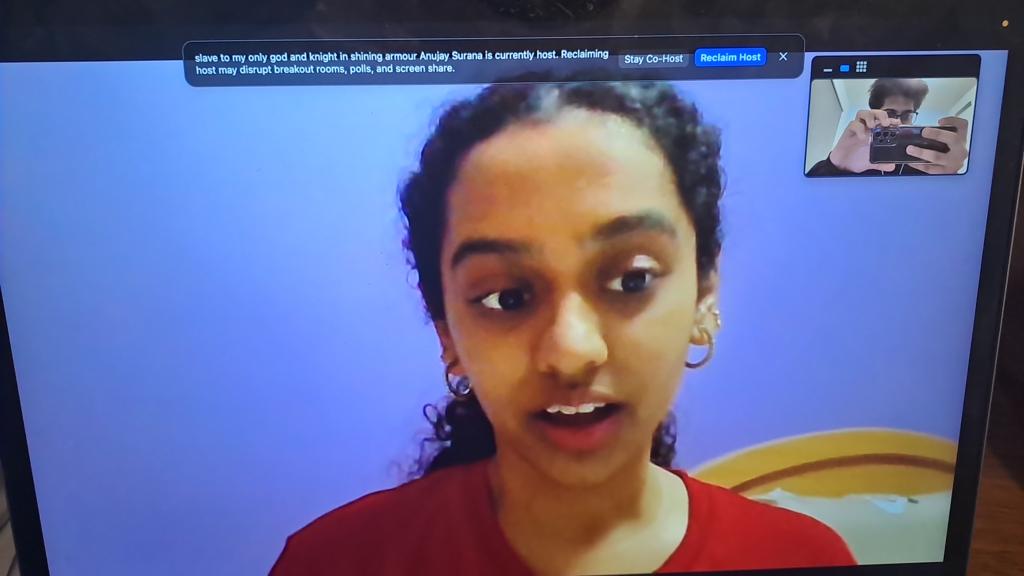 slave to my only god and knight in shining armour Anujay Surana is currently host. Reclaiming
host may disrupt breakout rooms, polls, and screen share.
Stay Co-Host
Reclaim Host